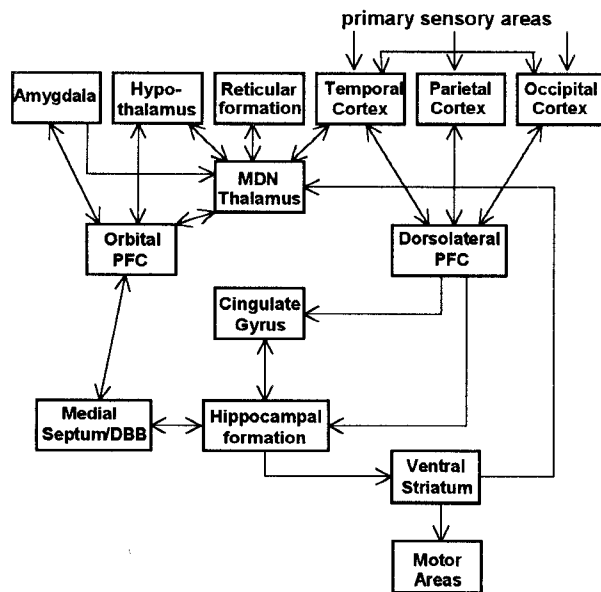 primary sensory areas
Amygdala
Hypo-
thalamus
Reticular
formation
Temporal
Cortex
Parietal
Cortex
Occipital
Cortex
MDN
Thalamus
Orbital
PFC
Dorsolateral
PFC
Cingulate
Gyrus
Medial
Septum/DBB
Hippocampal
formation
Ventral
Striatum
Motor
Areas